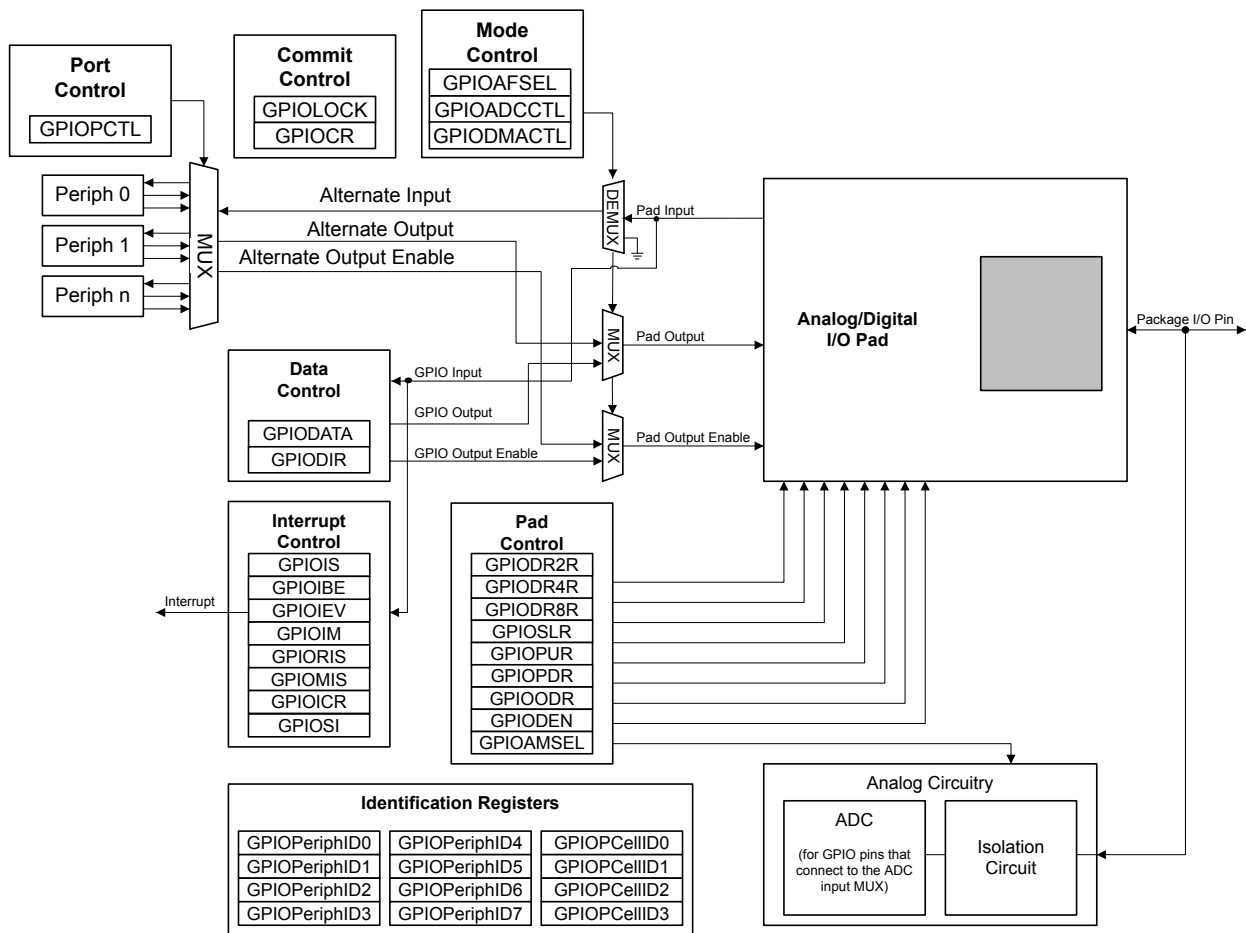 Port
Control
GPIOPCTL
Commit
Control
GPIOLOCK
GPIOCR
Mode
Control
GPIOAFSEL
GPIOADCCTL
GPIODMACTL
Periph 0
Periph 1
Periph n
MUX
Alternate Input
Alternate Output
Alternate Output Enable
DEMUX
Pad Input
MUX
Pad Output
MUX
Pad Output Enable
Analog/Digital
I/O Pad
Package I/O Pin
Data
Control
GPIODATA
GPIODIR
GPIO Input
GPIO Output
GPIO Output Enable
Interrupt
Control
GPIOIS
GPIOIBE
GPIOIEV
GPIOIM
GPIORIS
GPIOMIS
GPIOICR
GPIOSI
Interrupt
Pad
Control
GPIODR2R
GPIODR4R
GPIODR8R
GPIOSLR
GPIOPUR
GPIOPDR
GPIOODR
GPIODEN
GPIOAMSEL
Analog Circuitry
ADC
(for GPIO pins that
connect to the ADC
input MUX)
Isolation
Circuit
Identification Registers
GPIOPeriphID0
GPIOPeriphID1
GPIOPeriphID2
GPIOPeriphID3
GPIOPeriphID4
GPIOPeriphID5
GPIOPeriphID6
GPIOPeriphID7
GPIOPCellID0
GPIOPCellID1
GPIOPCellID2
GPIOPCellID3